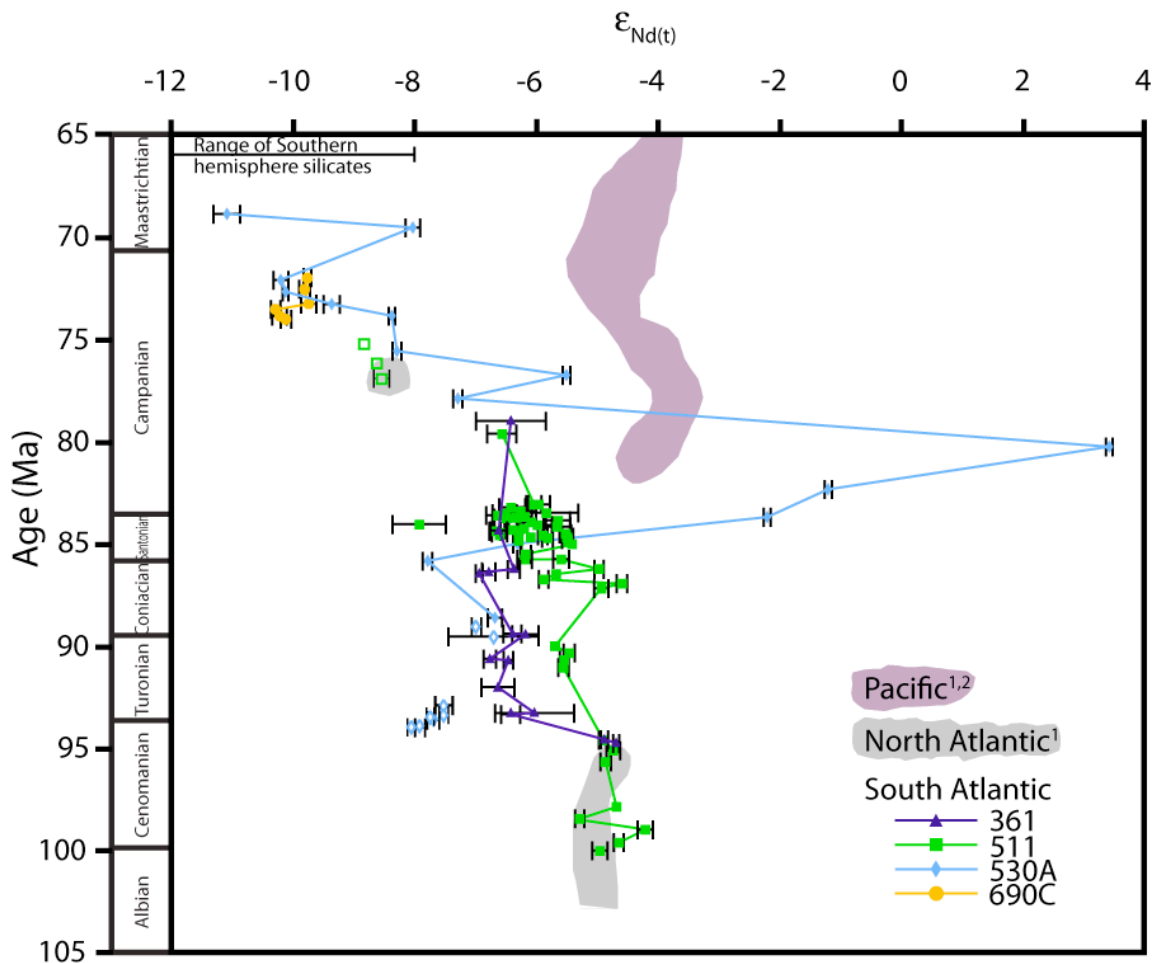 εNd(t)
-12 -10 -8 -6 -4 -2 0 2 4
Age (Ma)
65
70
75
80
85
90
95
100
105
Maastrichtian
Campanian
Santonian
Coniacian
Turonian
Cenomanian
Albian
Range of Southern
hemisphere silicates
Pacific1,2
North Atlantic1
South Atlantic
361
511
530A
690C